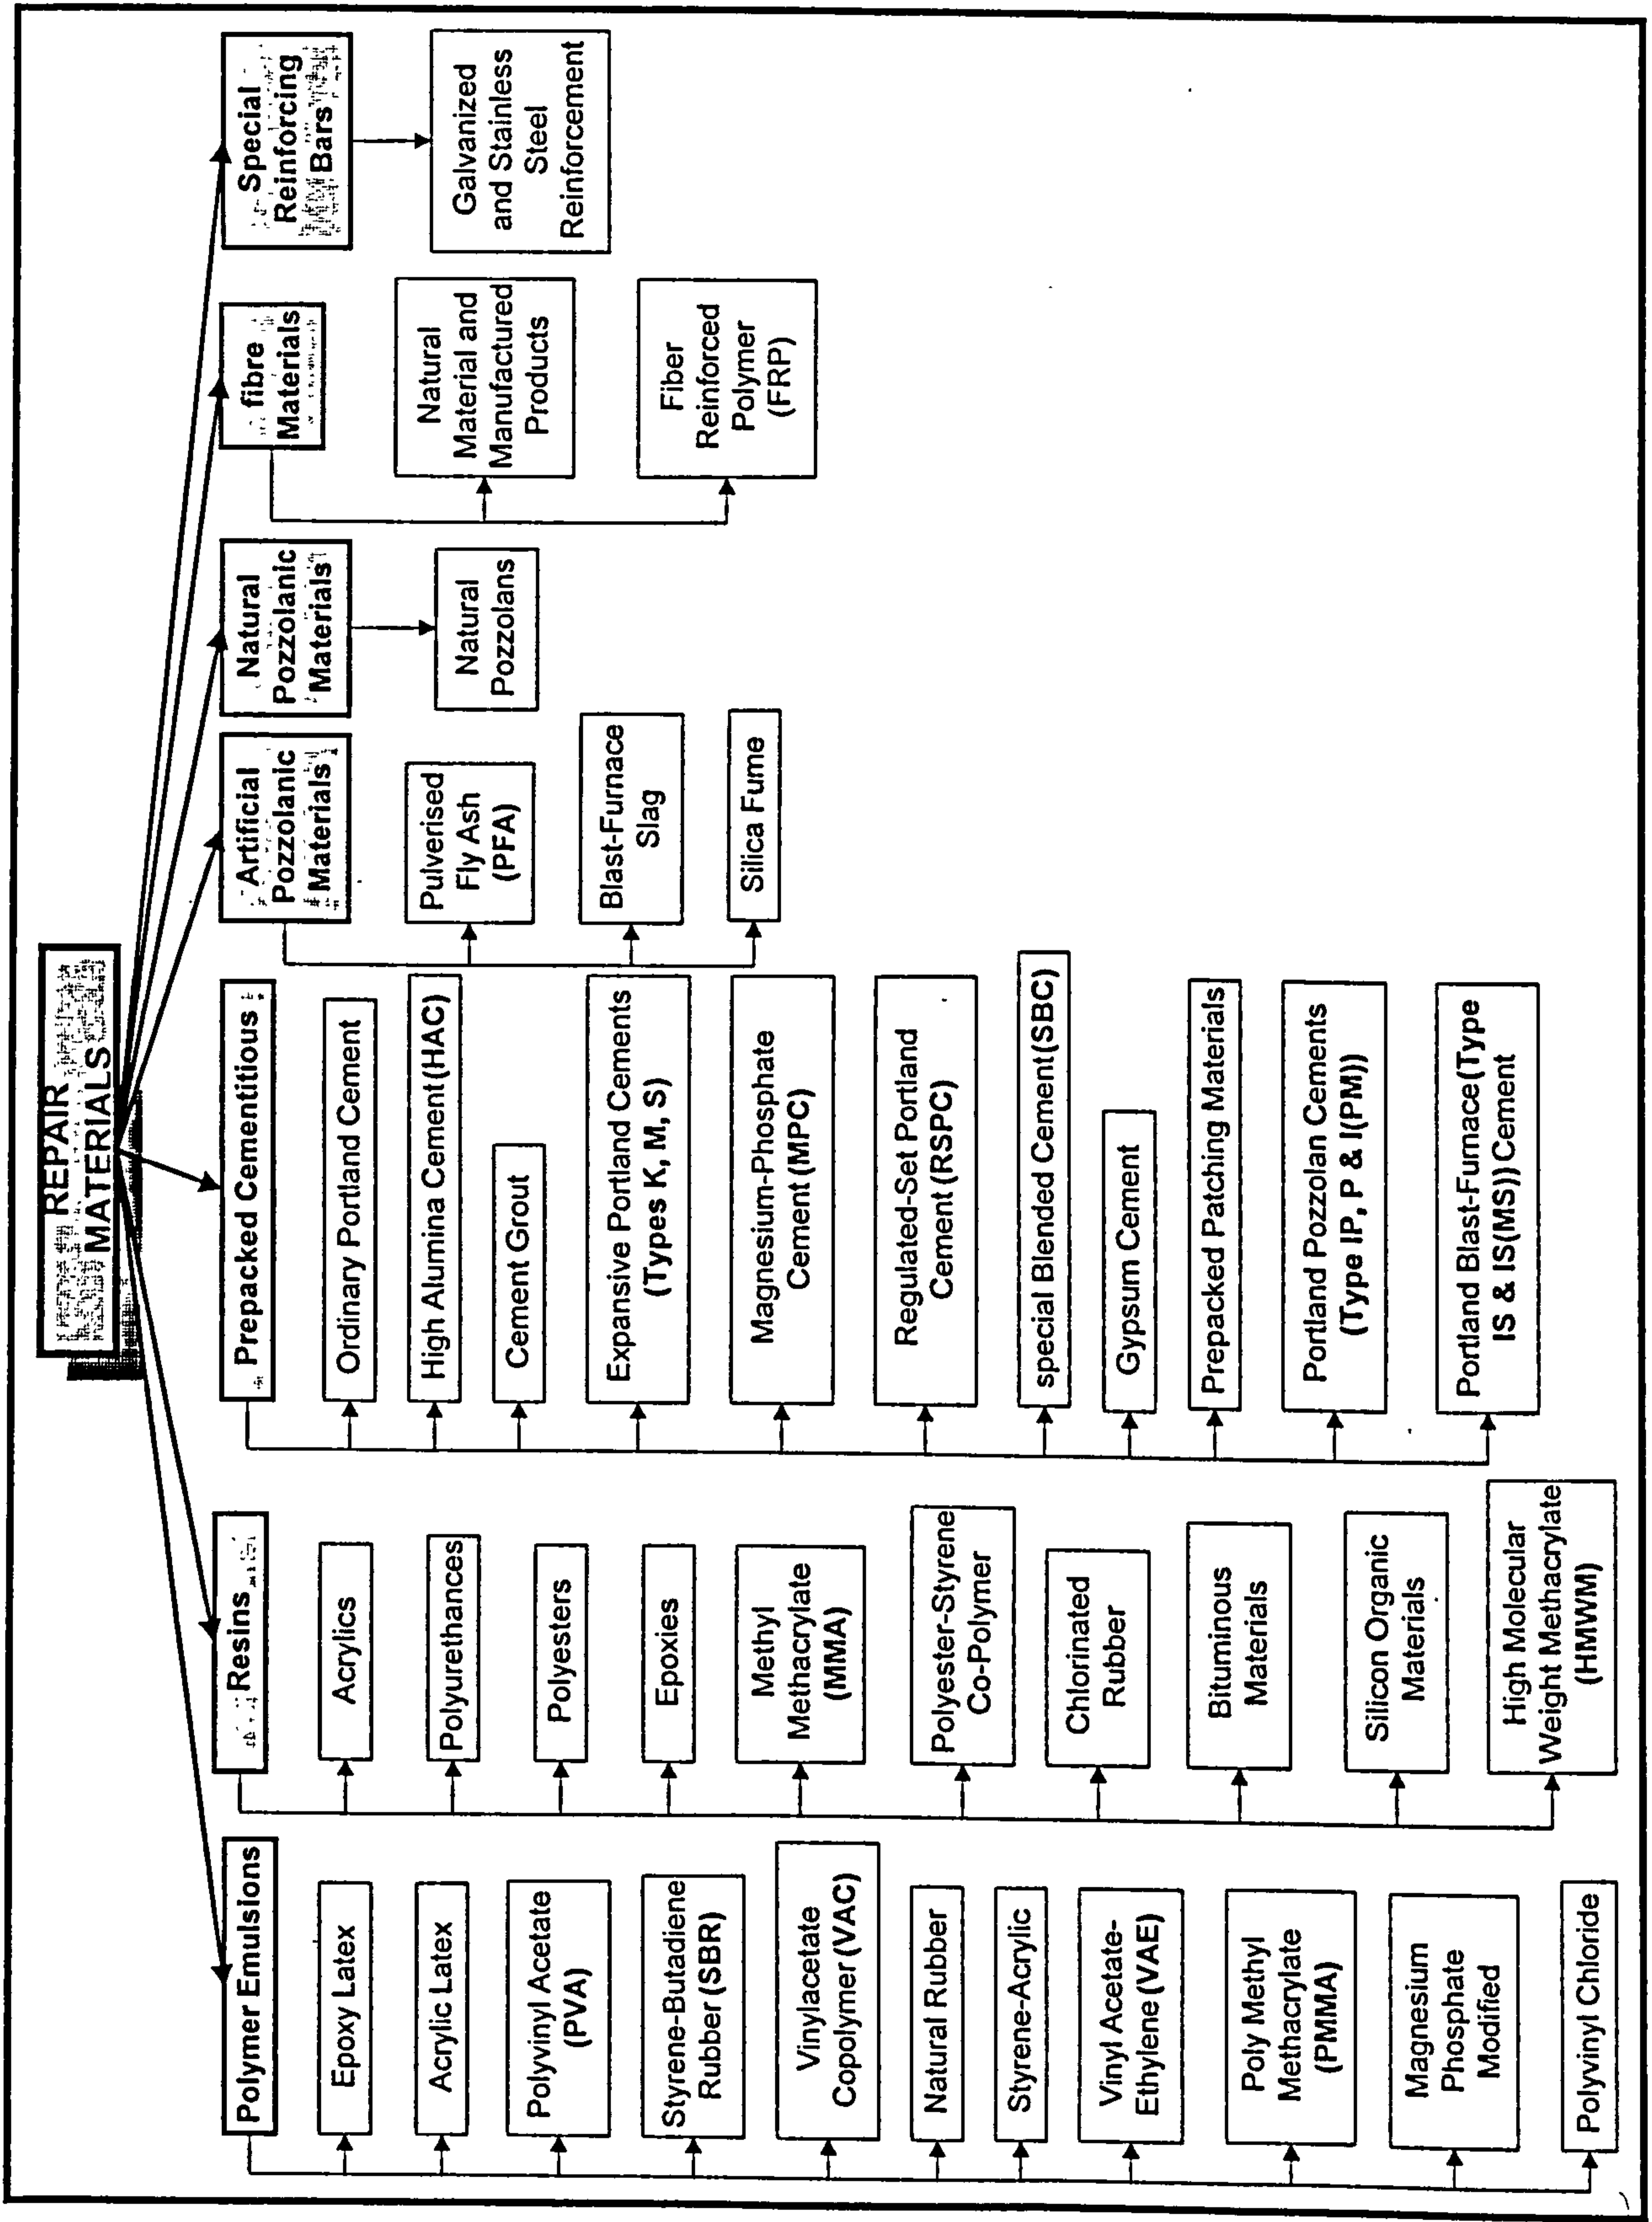 REPAIR
MATERIALS
Polymer Emulsions
Epoxy Latex
Acrylic Latex
Polyvinyl Acetate
(PVA)
Styrene-Butadiene
Rubber (SBR)
Vinylacetate
Copolymer (VAC)
Natural Rubber
Styrene-Acrylic
Vinyl Acetate-
Ethylene (VAE)
Poly Methyl
Methacrylate
(PMMA)
Magnesium
Phosphate
Modified
Polyvinyl Chloride
Resins
Acrylics
Polyurethances
Polyesters
Epoxies
Methyl
Methacrylate
(MMA)
Polyester-Styrene
Co-Polymer
Chlorinated
Rubber
Bituminous
Materials
Silicon Organic
Materials
High Molecular
Weight Methacrylate
(HMWM)
Prepacked Cementitious
Ordinary Portland Cement
High Alumina Cement (HAC)
Cement Grout
Expansive Portland Cements
(Types K, M, S)
Magnesium-Phosphate
Cement (MPC)
Regulated-Set Portland
Cement (RSPC)
special Blended Cement (SBC)
Gypsum Cement
Prepacked Patching Materials
Portland Pozzolan Cements
(Type IP, P & I(PM))
Portland Blast-Furnace (Type
IS & IS(MS)) Cement
Artificial
Pozzolanic
Materials
Pulverised
Fly Ash
(PFA)
Blast-Furnace
Slag
Silica Fume
Natural
Pozzolanic
Materials
Natural
Pozzolans
fibre
Materials
Natural
Material and
Manufactured
Products
Fiber
Reinforced
Polymer
(FRP)
Special
Reinforcing
Bars
Galvanized
and Stainless
Steel
Reinforcement